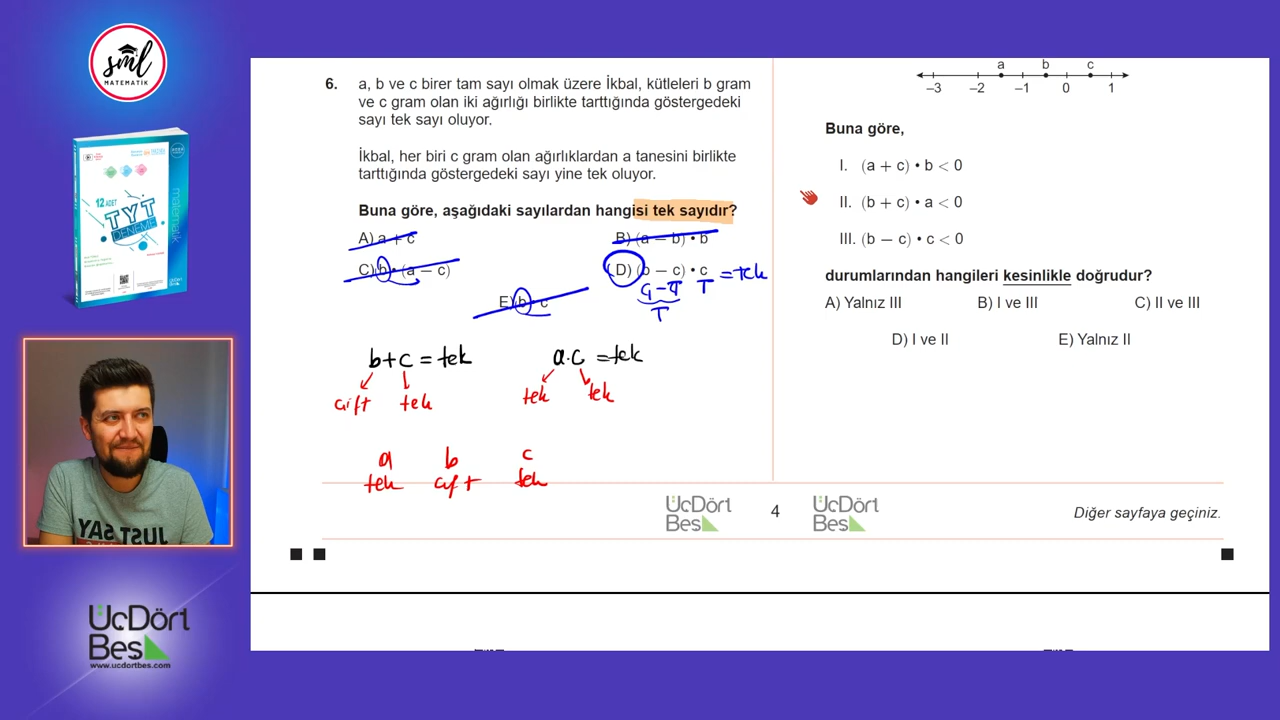 sml
MATEMATİK
12 ADET
TYT
DENEME
matematik
ÜçDört
Beş
www.ucdortbes.com
6. a, b ve c birer tam sayı olmak üzere İkbal, kütleleri b gram
ve c gram olan iki ağırlığı birlikte tarttığında göstergedeki
sayı tek sayı oluyor.
İkbal, her biri c gram olan ağırlıklardan a tanesini birlikte
tarttığında göstergedeki sayı yine tek oluyor.
Buna göre, aşağıdaki sayılardan hangisi tek sayıdır?
A) a + c
B) (a – b) • b
C) b • (a – c)
D) (b – c) • c = tek
Ç – T T
T
E) b • c
b + c = tek
a · c = tek
çift tek
tek tek
a b c
tek çift tek
a b c
–3 –2 –1 0 1
Buna göre,
I. (a + c) • b < 0
II. (b + c) • a < 0
III. (b – c) • c < 0
durumlarından hangileri kesinlikle doğrudur?
A) Yalnız III B) I ve III C) II ve III
D) I ve II E) Yalnız II
ÜçDört
Beş
4
ÜçDört
Beş
Diğer sayfaya geçiniz.